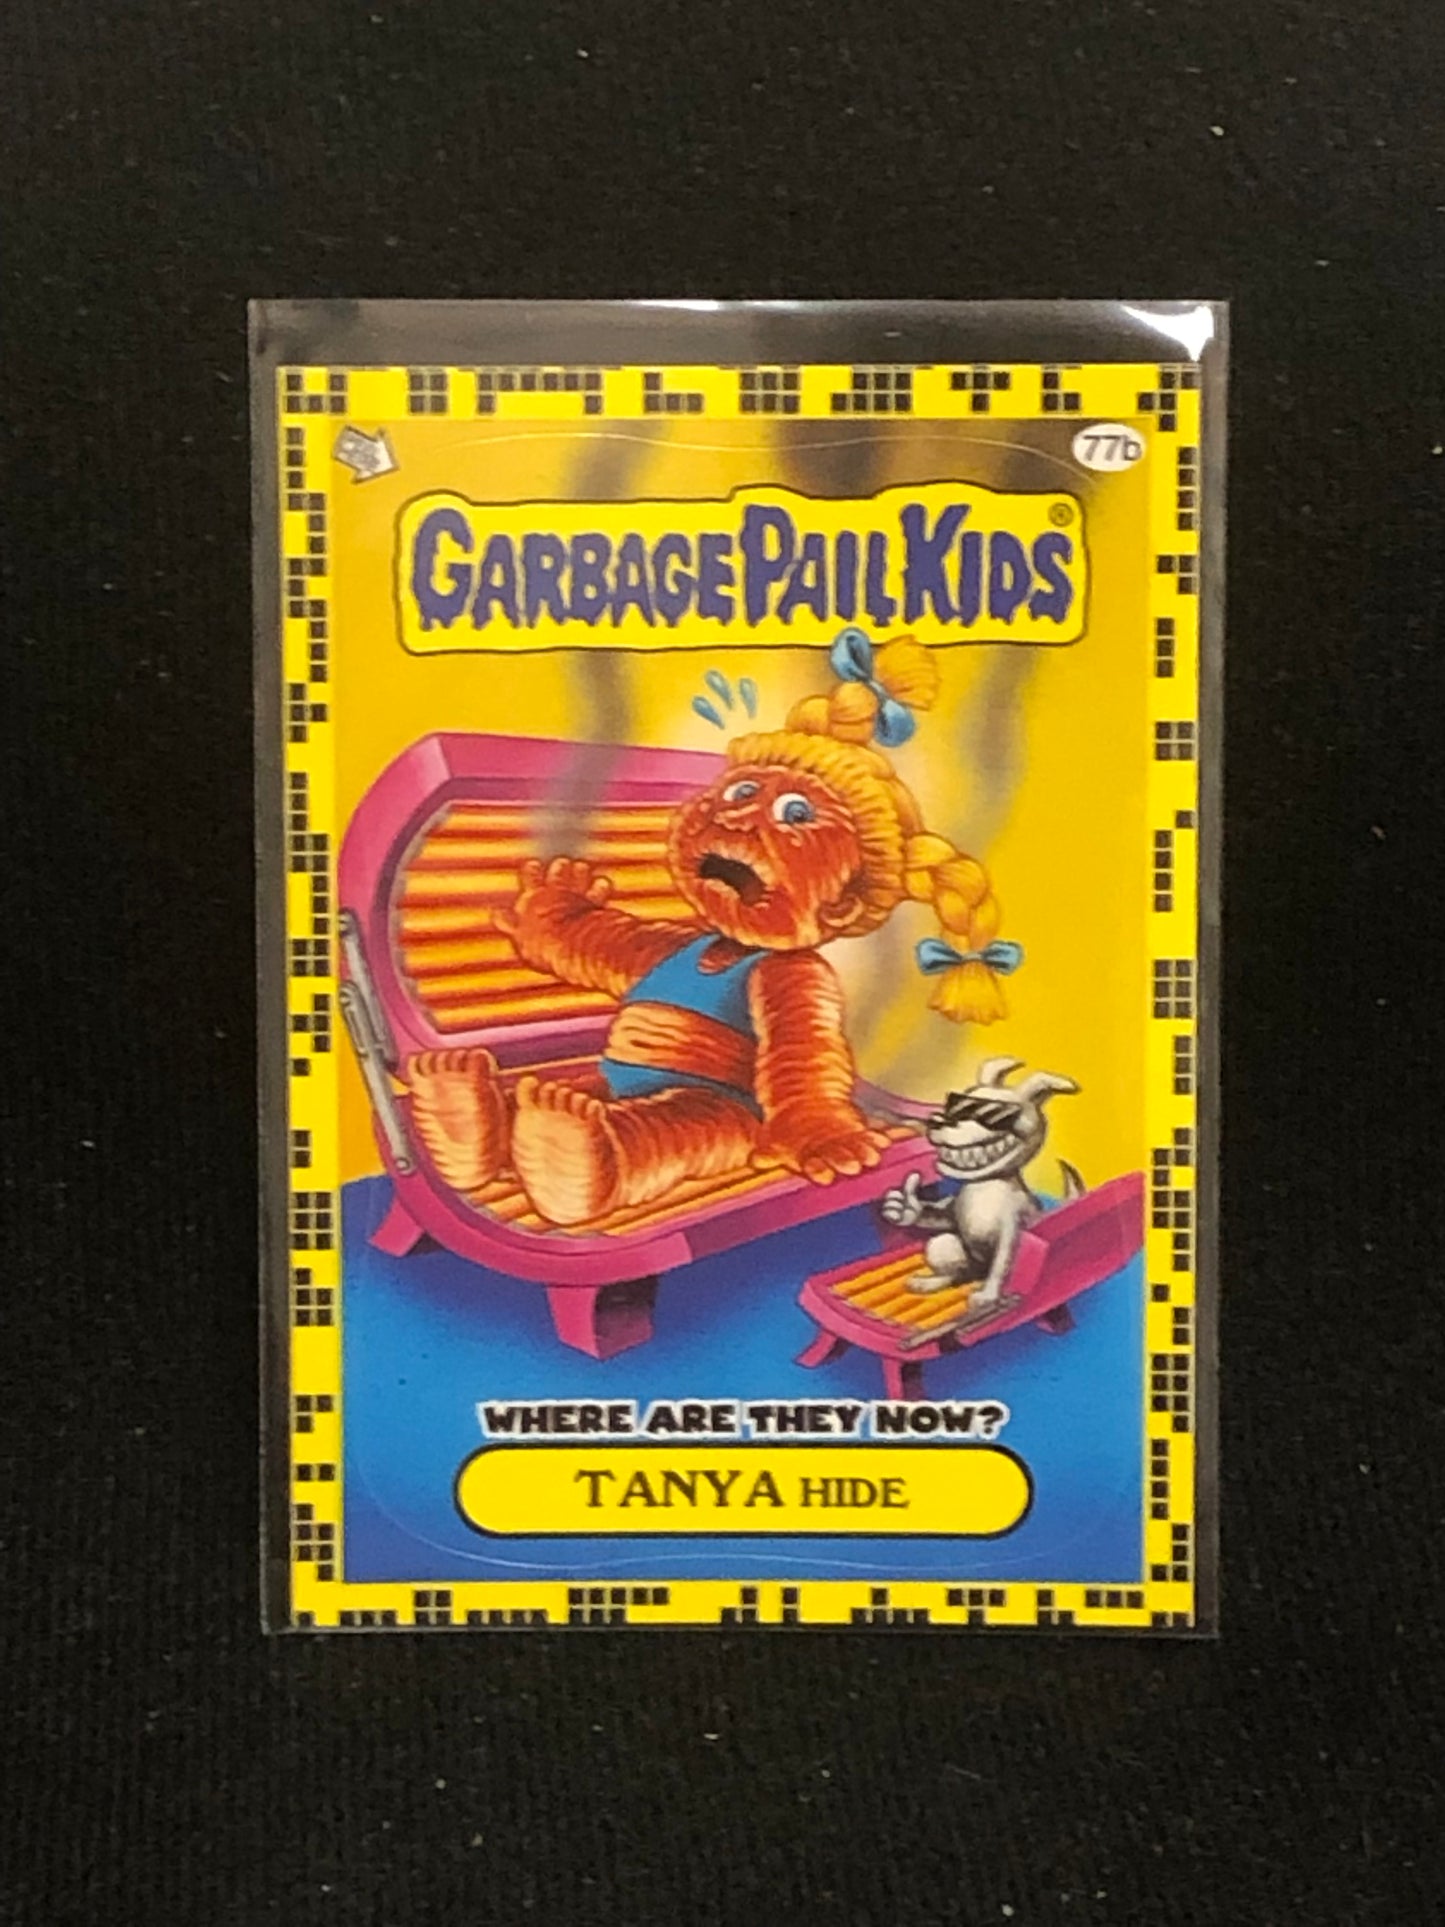 77b
GARBAGE PAIL KIDS®
WHERE ARE THEY NOW?
TANYA HIDE